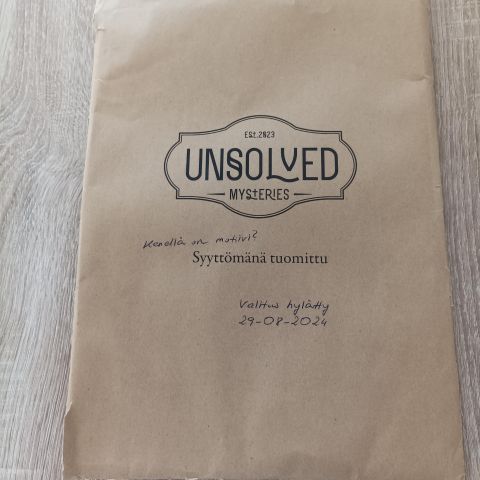 EST.2023
UNSOLVED
MYSTERIES
Kenellä on motiivi?
Syyttömänä tuomittu
Valitus hylätty
29-08-2024